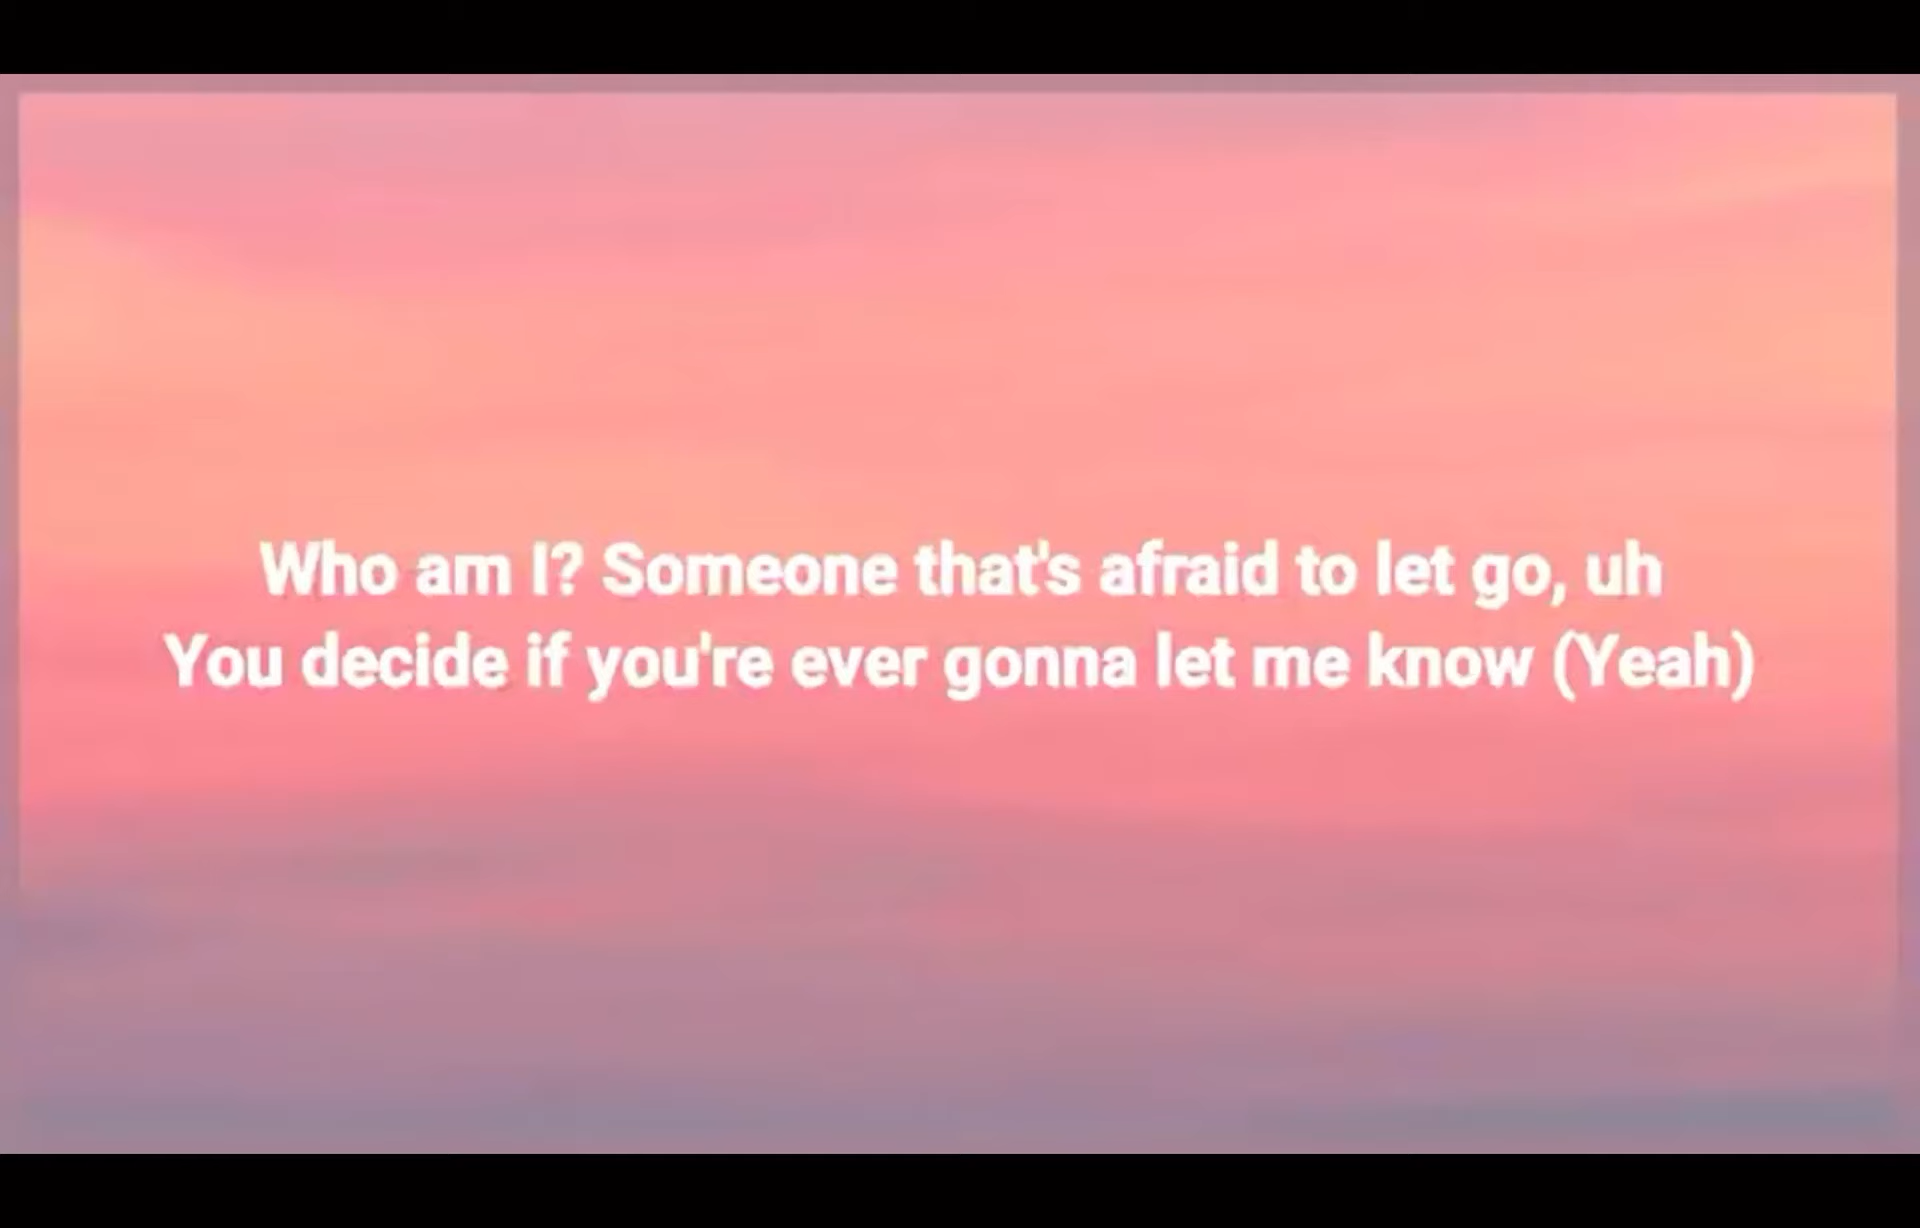 Who am I? Someone that's afraid to let go, uh
You decide if you're ever gonna let me know (Yeah)